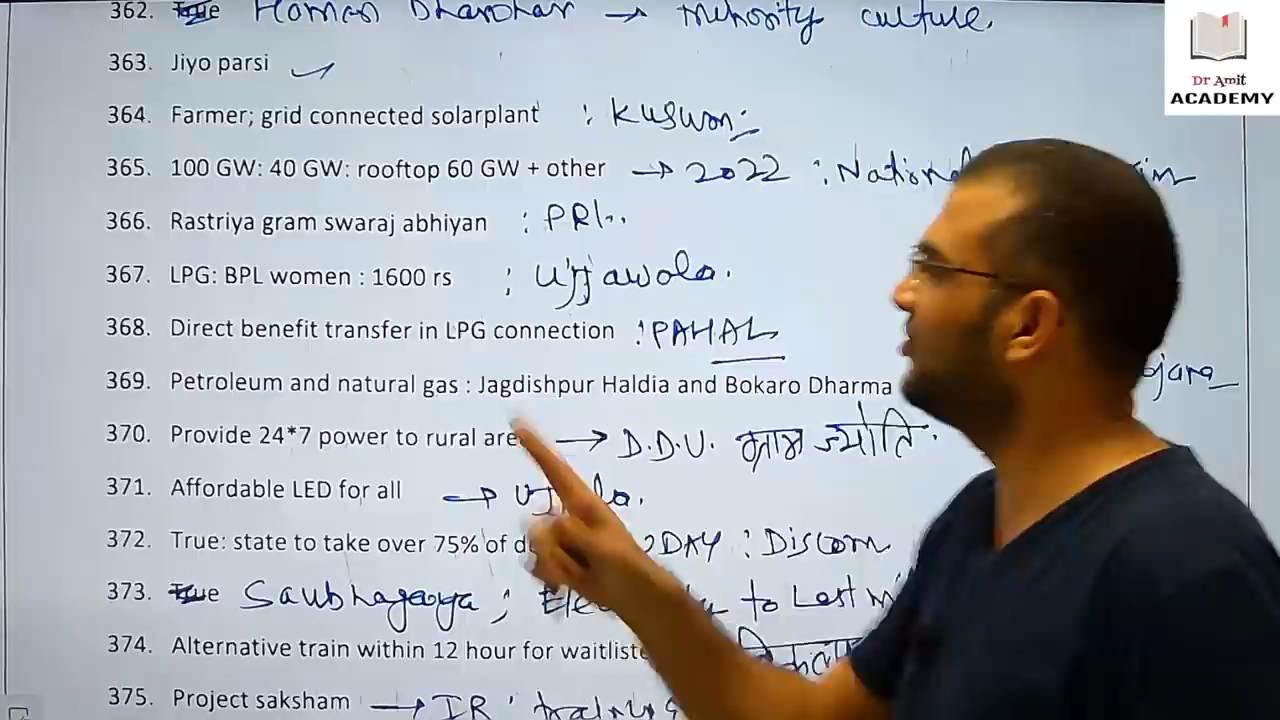 362. True Hamari Dharohar → minority culture.
Dr Amit
ACADEMY
363. Jiyo parsi
364. Farmer; grid connected solarplant : Kusum
365. 100 GW: 40 GW: rooftop 60 GW + other → 2022 : National
366. Rastriya gram swaraj abhiyan : PRI..
367. LPG: BPL women : 1600 rs ; Ujjawala.
368. Direct benefit transfer in LPG connection : PAHAL
369. Petroleum and natural gas : Jagdishpur Haldia and Bokaro Dharma
370. Provide 24*7 power to rural are → D.D.U. ग्राम ज्योति.
371. Affordable LED for all →
372. True: state to take over 75% of DAY : Discom
373. True Saubhagaya ; to Last
374. Alternative train within 12 hour for waitliste
375. Project saksham → IR : training